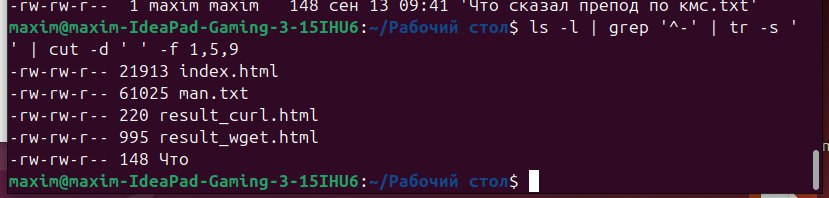 -rw-rw-r-- 1 maxim maxim 148 сен 13 09:41 'Что сказал препод по кмс.txt'
maxim@maxim-IdeaPad-Gaming-3-15IHU6:~/Рабочий стол$ ls -l | grep '^-' | tr -s '
' | cut -d ' ' -f 1,5,9
-rw-rw-r-- 21913 index.html
-rw-rw-r-- 61025 man.txt
-rw-rw-r-- 220 result_curl.html
-rw-rw-r-- 995 result_wget.html
-rw-rw-r-- 148 Что
maxim@maxim-IdeaPad-Gaming-3-15IHU6:~/Рабочий стол$